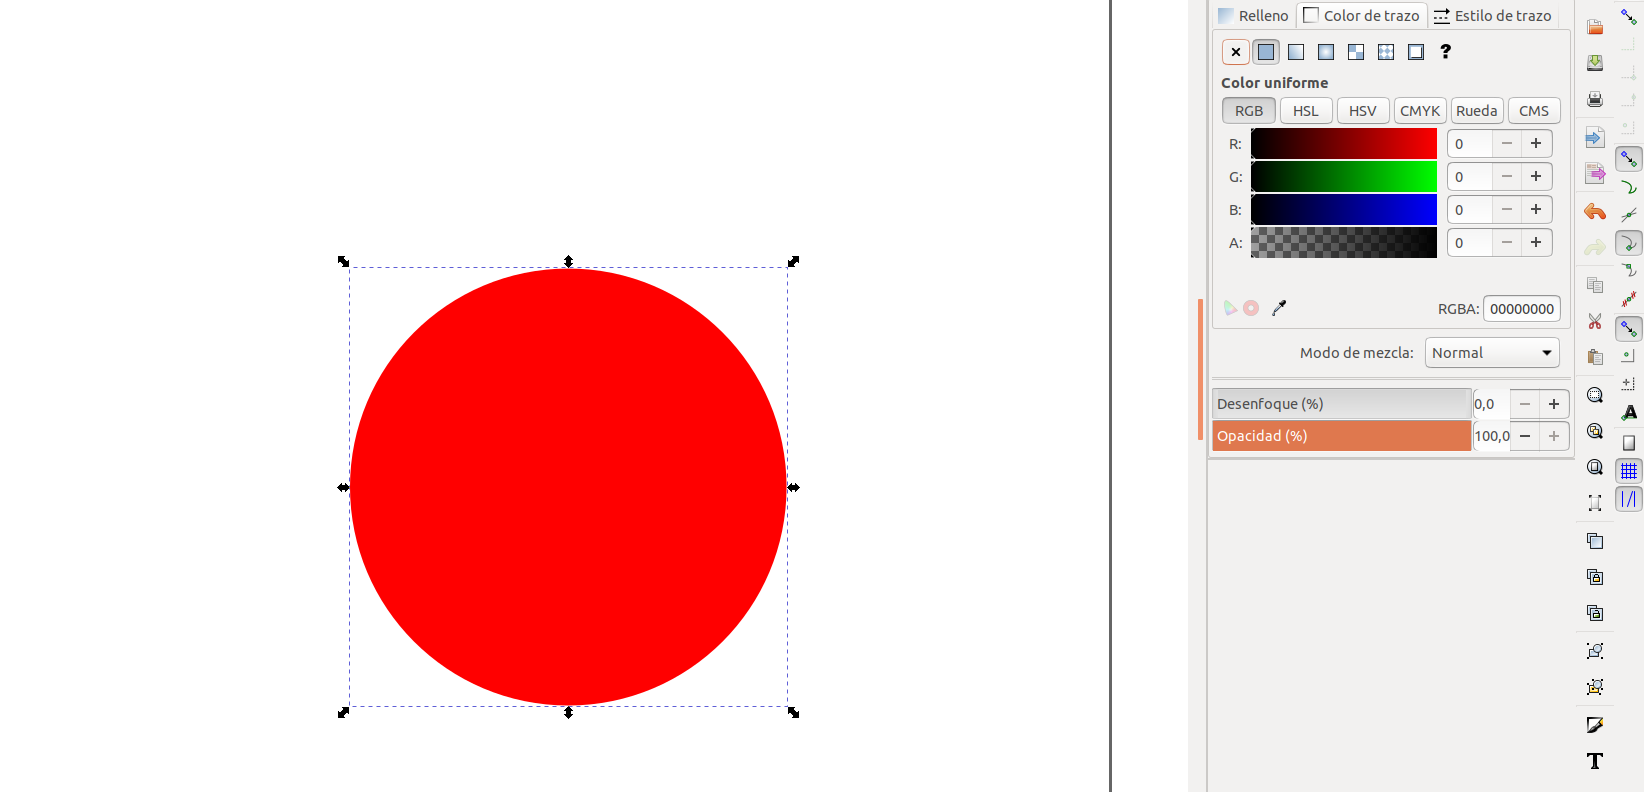 Relleno Color de trazo Estilo de trazo
?
Color uniforme
RGB HSL HSV CMYK Rueda CMS
R: 0 − +
G: 0 − +
B: 0 − +
A: 0 − +
RGBA: 00000000
Modo de mezcla: Normal
Desenfoque (%) 0,0 − +
Opacidad (%) 100,0 − +